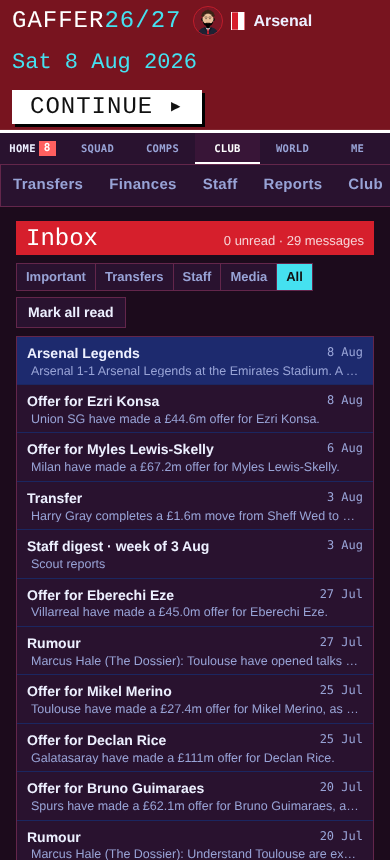 GAFFER26/27 Arsenal
Sat 8 Aug 2026
CONTINUE ▸
HOME 8 SQUAD COMPS CLUB WORLD ME
Transfers Finances Staff Reports Club
Inbox 0 unread · 29 messages
Important Transfers Staff Media All
Mark all read
Arsenal Legends 8 Aug
Arsenal 1-1 Arsenal Legends at the Emirates Stadium. A ...
Offer for Ezri Konsa 8 Aug
Union SG have made a £44.6m offer for Ezri Konsa.
Offer for Myles Lewis-Skelly 6 Aug
Milan have made a £67.2m offer for Myles Lewis-Skelly.
Transfer 3 Aug
Harry Gray completes a £1.6m move from Sheff Wed to ...
Staff digest · week of 3 Aug 3 Aug
Scout reports
Offer for Eberechi Eze 27 Jul
Villarreal have made a £45.0m offer for Eberechi Eze.
Rumour 27 Jul
Marcus Hale (The Dossier): Toulouse have opened talks ...
Offer for Mikel Merino 25 Jul
Toulouse have made a £27.4m offer for Mikel Merino, as ...
Offer for Declan Rice 25 Jul
Galatasaray have made a £111m offer for Declan Rice.
Offer for Bruno Guimaraes 20 Jul
Spurs have made a £62.1m offer for Bruno Guimaraes, a...
Rumour 20 Jul
Marcus Hale (The Dossier): Understand Toulouse are ex...